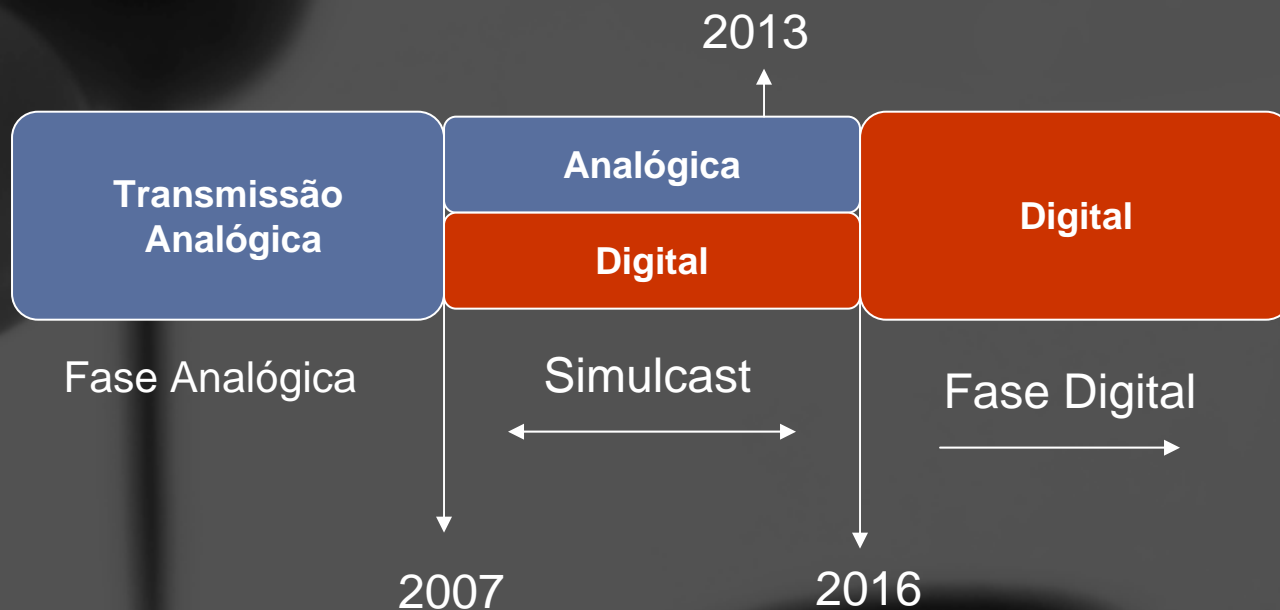 2013
Transmissão
Analógica
Analógica
Digital
Digital
Fase Analógica
Simulcast
Fase Digital
2007
2016